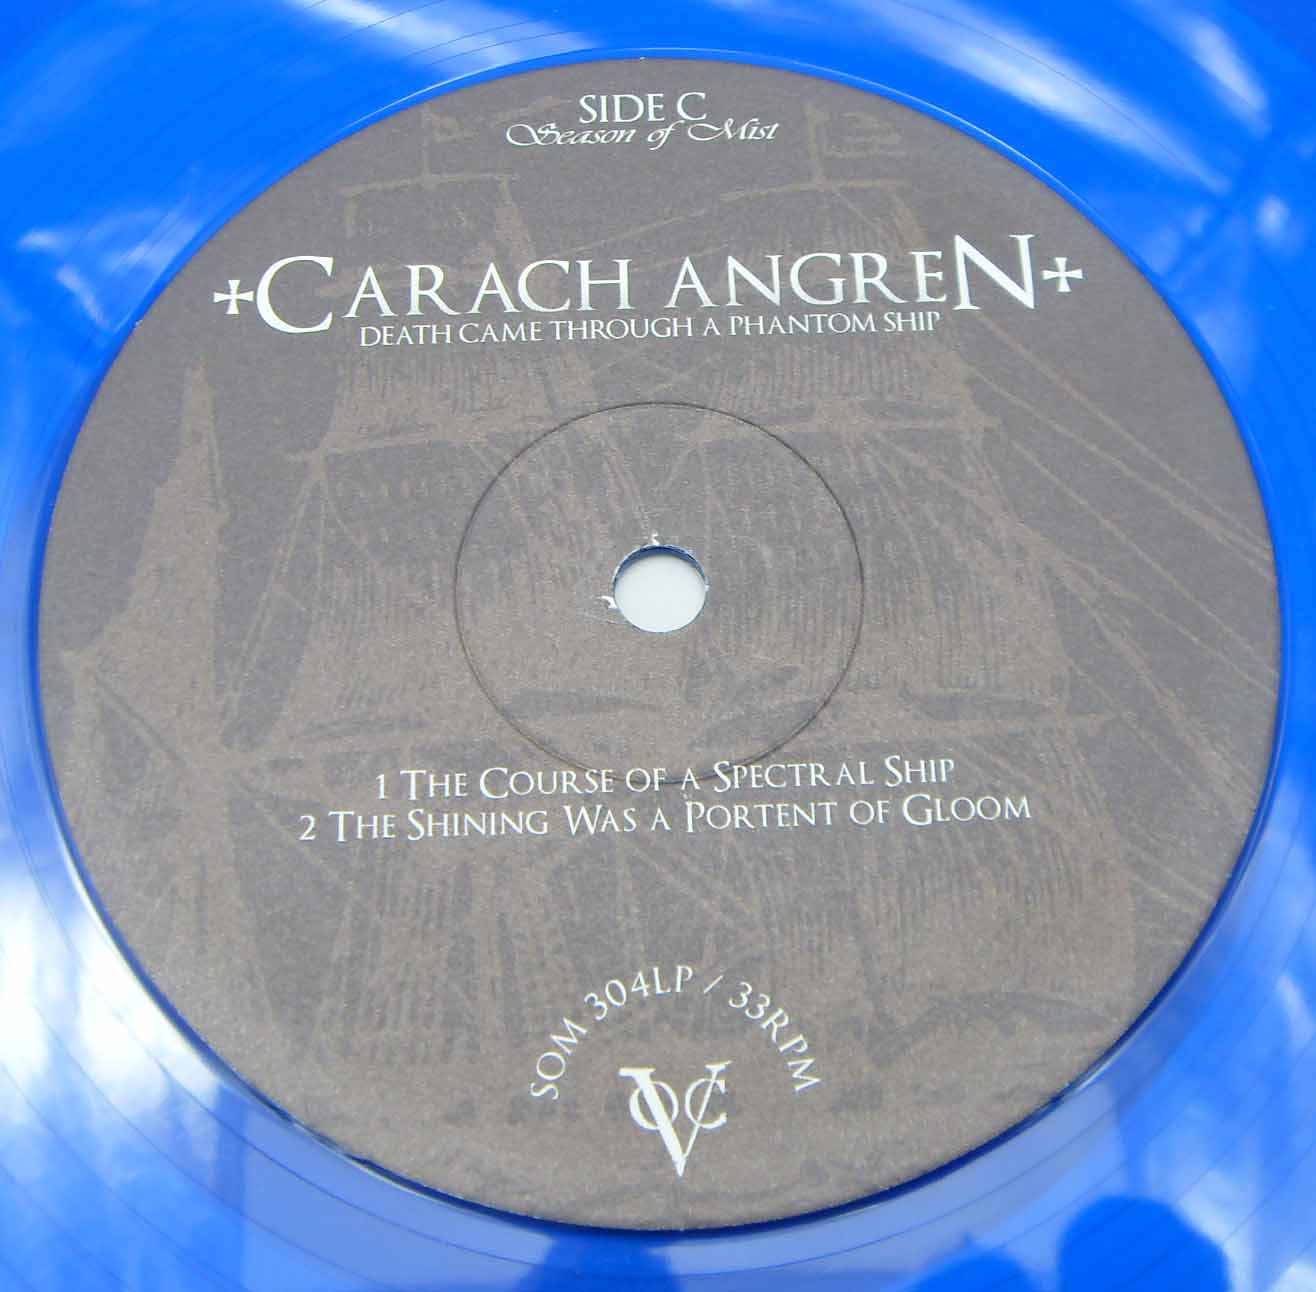 SIDE C
Season of Mist
+CARACH ANGREN+
DEATH CAME THROUGH A PHANTOM SHIP
1 THE COURSE OF A SPECTRAL SHIP
2 THE SHINING WAS A PORTENT OF GLOOM
SOM 304LP / 33RPM
VOC